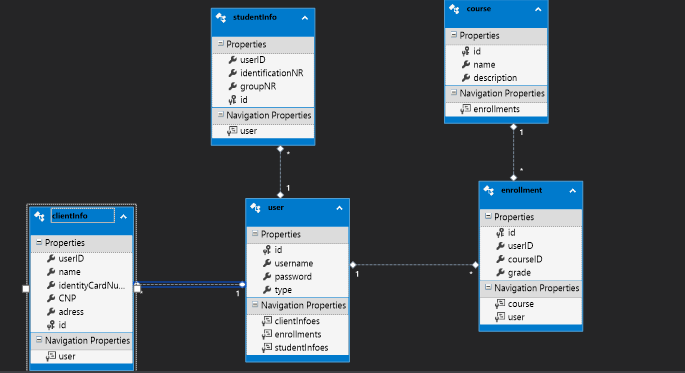 studentInfo
Properties
userID
identificationNR
groupNR
id
Navigation Properties
user
course
Properties
id
name
description
Navigation Properties
enrollments
1
*
*
1
clientInfo
Properties
userID
name
identityCardNu...
CNP
adress
id
Navigation Properties
user
*
1
user
Properties
id
username
password
type
Navigation Properties
clientInfoes
enrollments
studentInfoes
1
*
enrollment
Properties
id
userID
courseID
grade
Navigation Properties
course
user